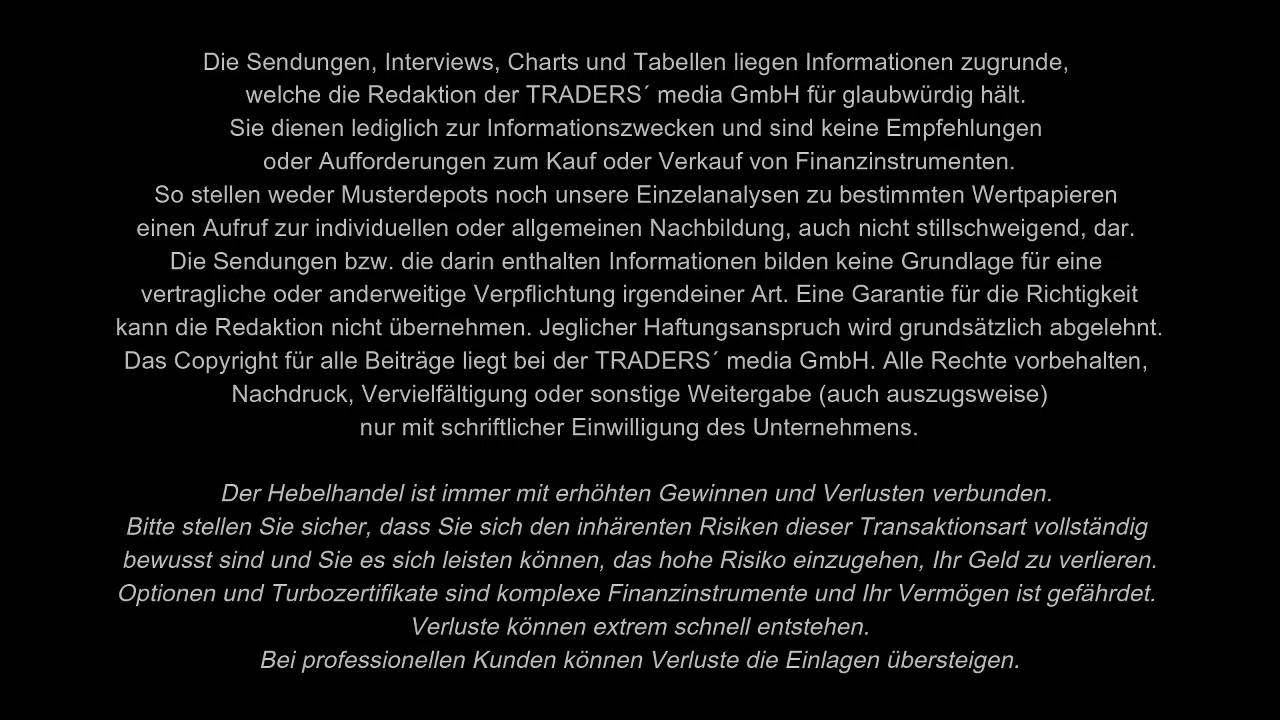 Die Sendungen, Interviews, Charts und Tabellen liegen Informationen zugrunde,
welche die Redaktion der TRADERS´ media GmbH für glaubwürdig hält.
Sie dienen lediglich zur Informationszwecken und sind keine Empfehlungen
oder Aufforderungen zum Kauf oder Verkauf von Finanzinstrumenten.
So stellen weder Musterdepots noch unsere Einzelanalysen zu bestimmten Wertpapieren
einen Aufruf zur individuellen oder allgemeinen Nachbildung, auch nicht stillschweigend, dar.
Die Sendungen bzw. die darin enthalten Informationen bilden keine Grundlage für eine
vertragliche oder anderweitige Verpflichtung irgendeiner Art. Eine Garantie für die Richtigkeit
kann die Redaktion nicht übernehmen. Jeglicher Haftungsanspruch wird grundsätzlich abgelehnt.
Das Copyright für alle Beiträge liegt bei der TRADERS´ media GmbH. Alle Rechte vorbehalten,
Nachdruck, Vervielfältigung oder sonstige Weitergabe (auch auszugsweise)
nur mit schriftlicher Einwilligung des Unternehmens.
Der Hebelhandel ist immer mit erhöhten Gewinnen und Verlusten verbunden.
Bitte stellen Sie sicher, dass Sie sich den inhärenten Risiken dieser Transaktionsart vollständig
bewusst sind und Sie es sich leisten können, das hohe Risiko einzugehen, Ihr Geld zu verlieren.
Optionen und Turbozertifikate sind komplexe Finanzinstrumente und Ihr Vermögen ist gefährdet.
Verluste können extrem schnell entstehen.
Bei professionellen Kunden können Verluste die Einlagen übersteigen.